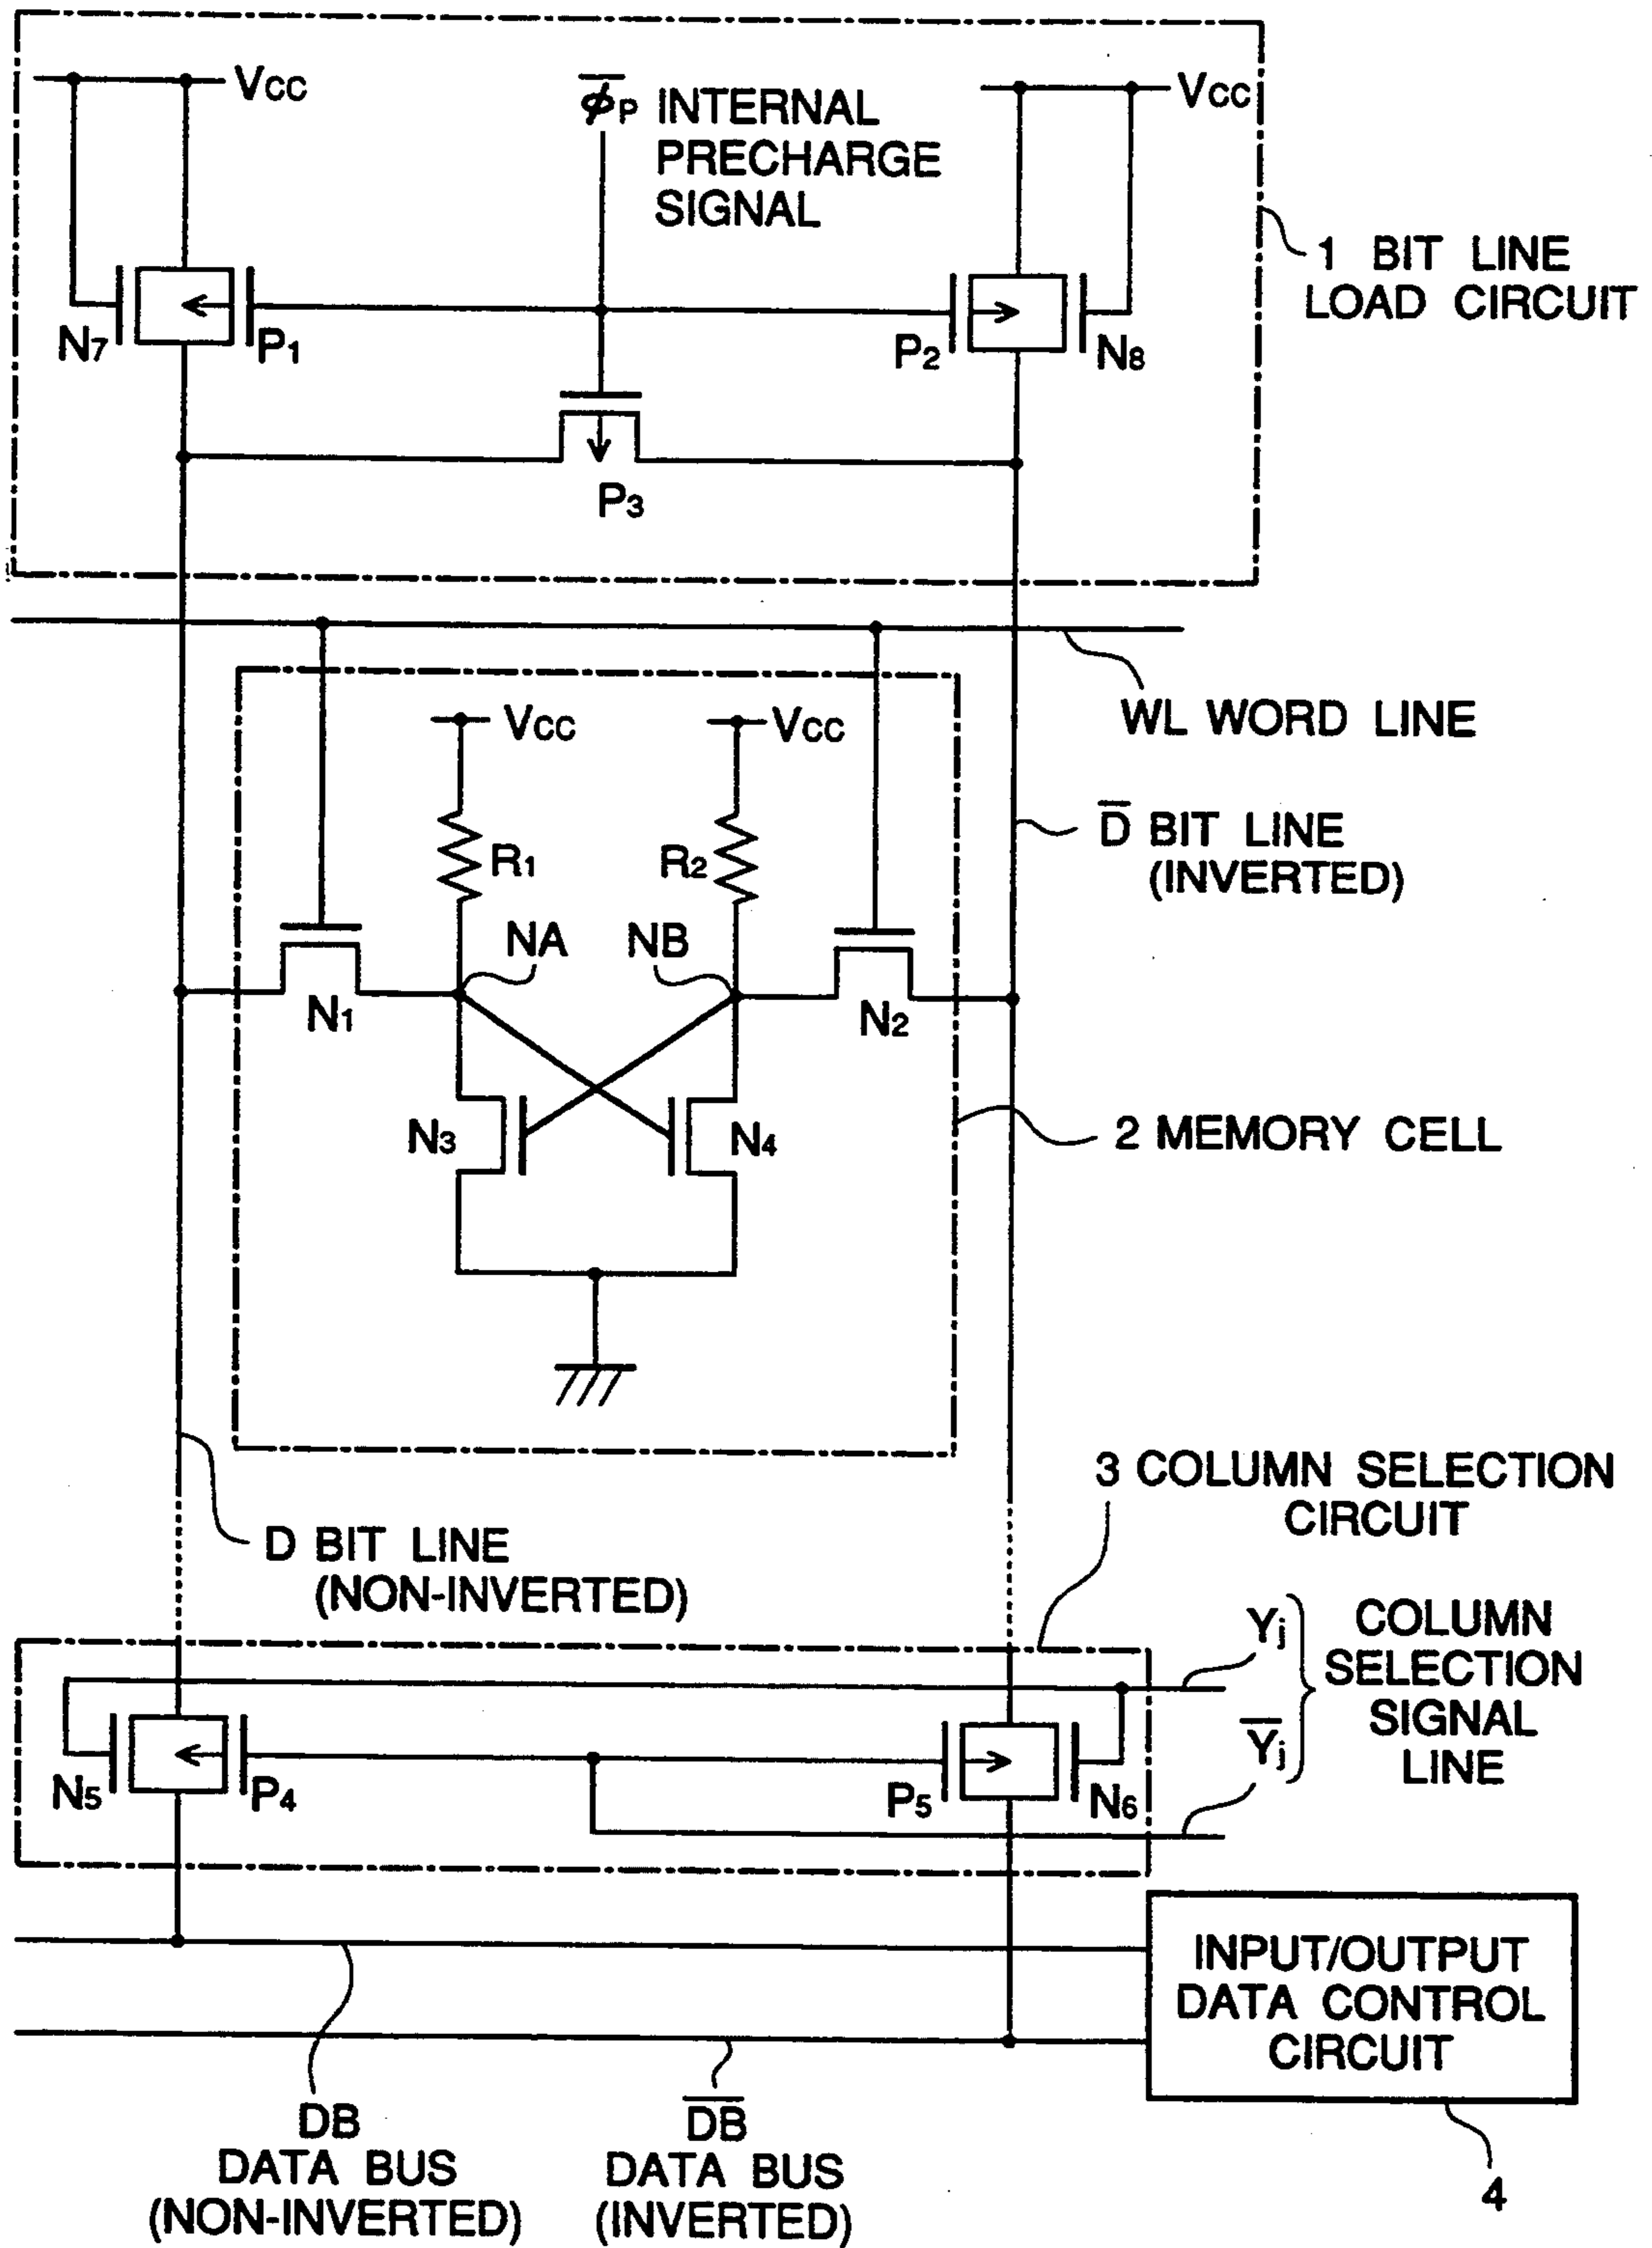 VCC
φ̅P INTERNAL
PRECHARGE
SIGNAL
VCC
1 BIT LINE
LOAD CIRCUIT
N7
P1
P2
N8
P3
WL WORD LINE
VCC
VCC
R1
R2
D̅ BIT LINE
(INVERTED)
NA
NB
N1
N2
N3
N4
2 MEMORY CELL
3 COLUMN SELECTION
CIRCUIT
D BIT LINE
(NON-INVERTED)
Yj
Y̅j
COLUMN
SELECTION
SIGNAL
LINE
N5
P4
P5
N6
INPUT/OUTPUT
DATA CONTROL
CIRCUIT
DB
DATA BUS
(NON-INVERTED)
D̅B̅
DATA BUS
(INVERTED)
4